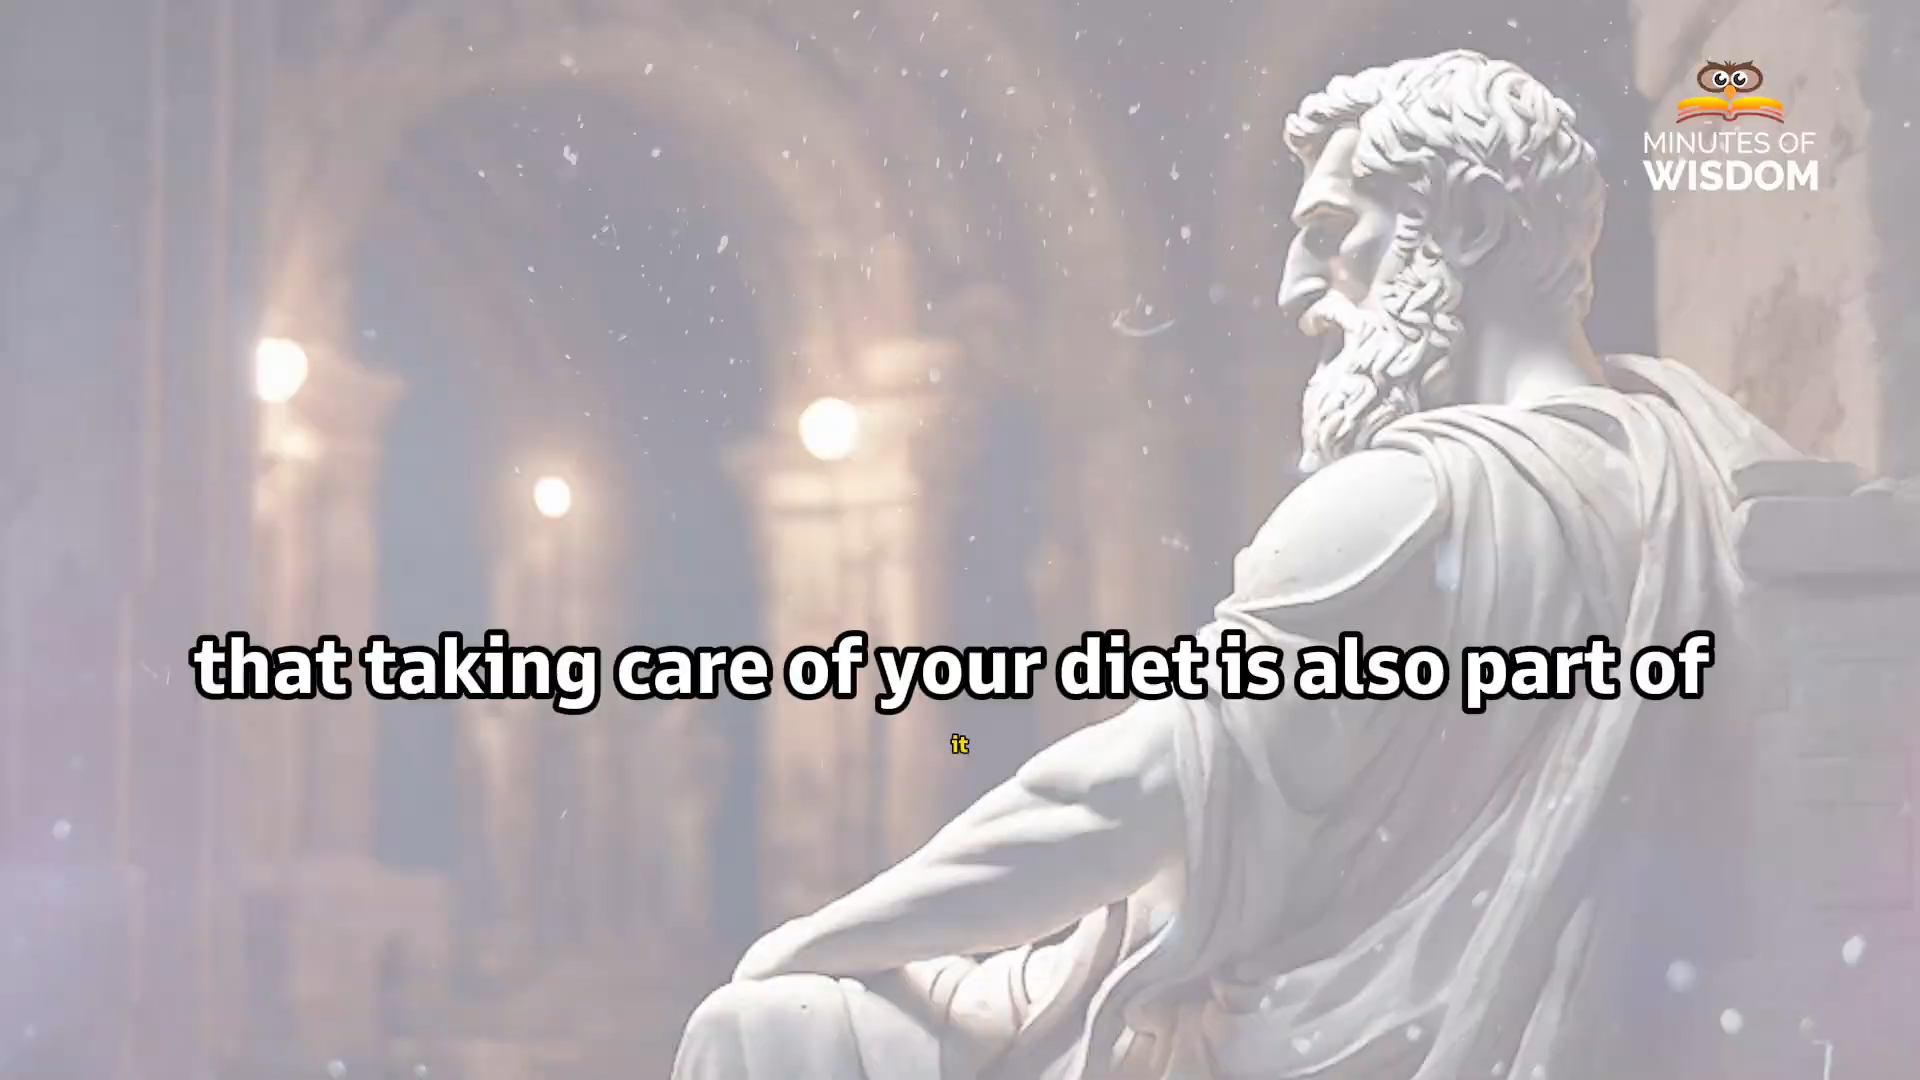 MINUTES OF
WISDOM
that taking care of your diet is also part of
it